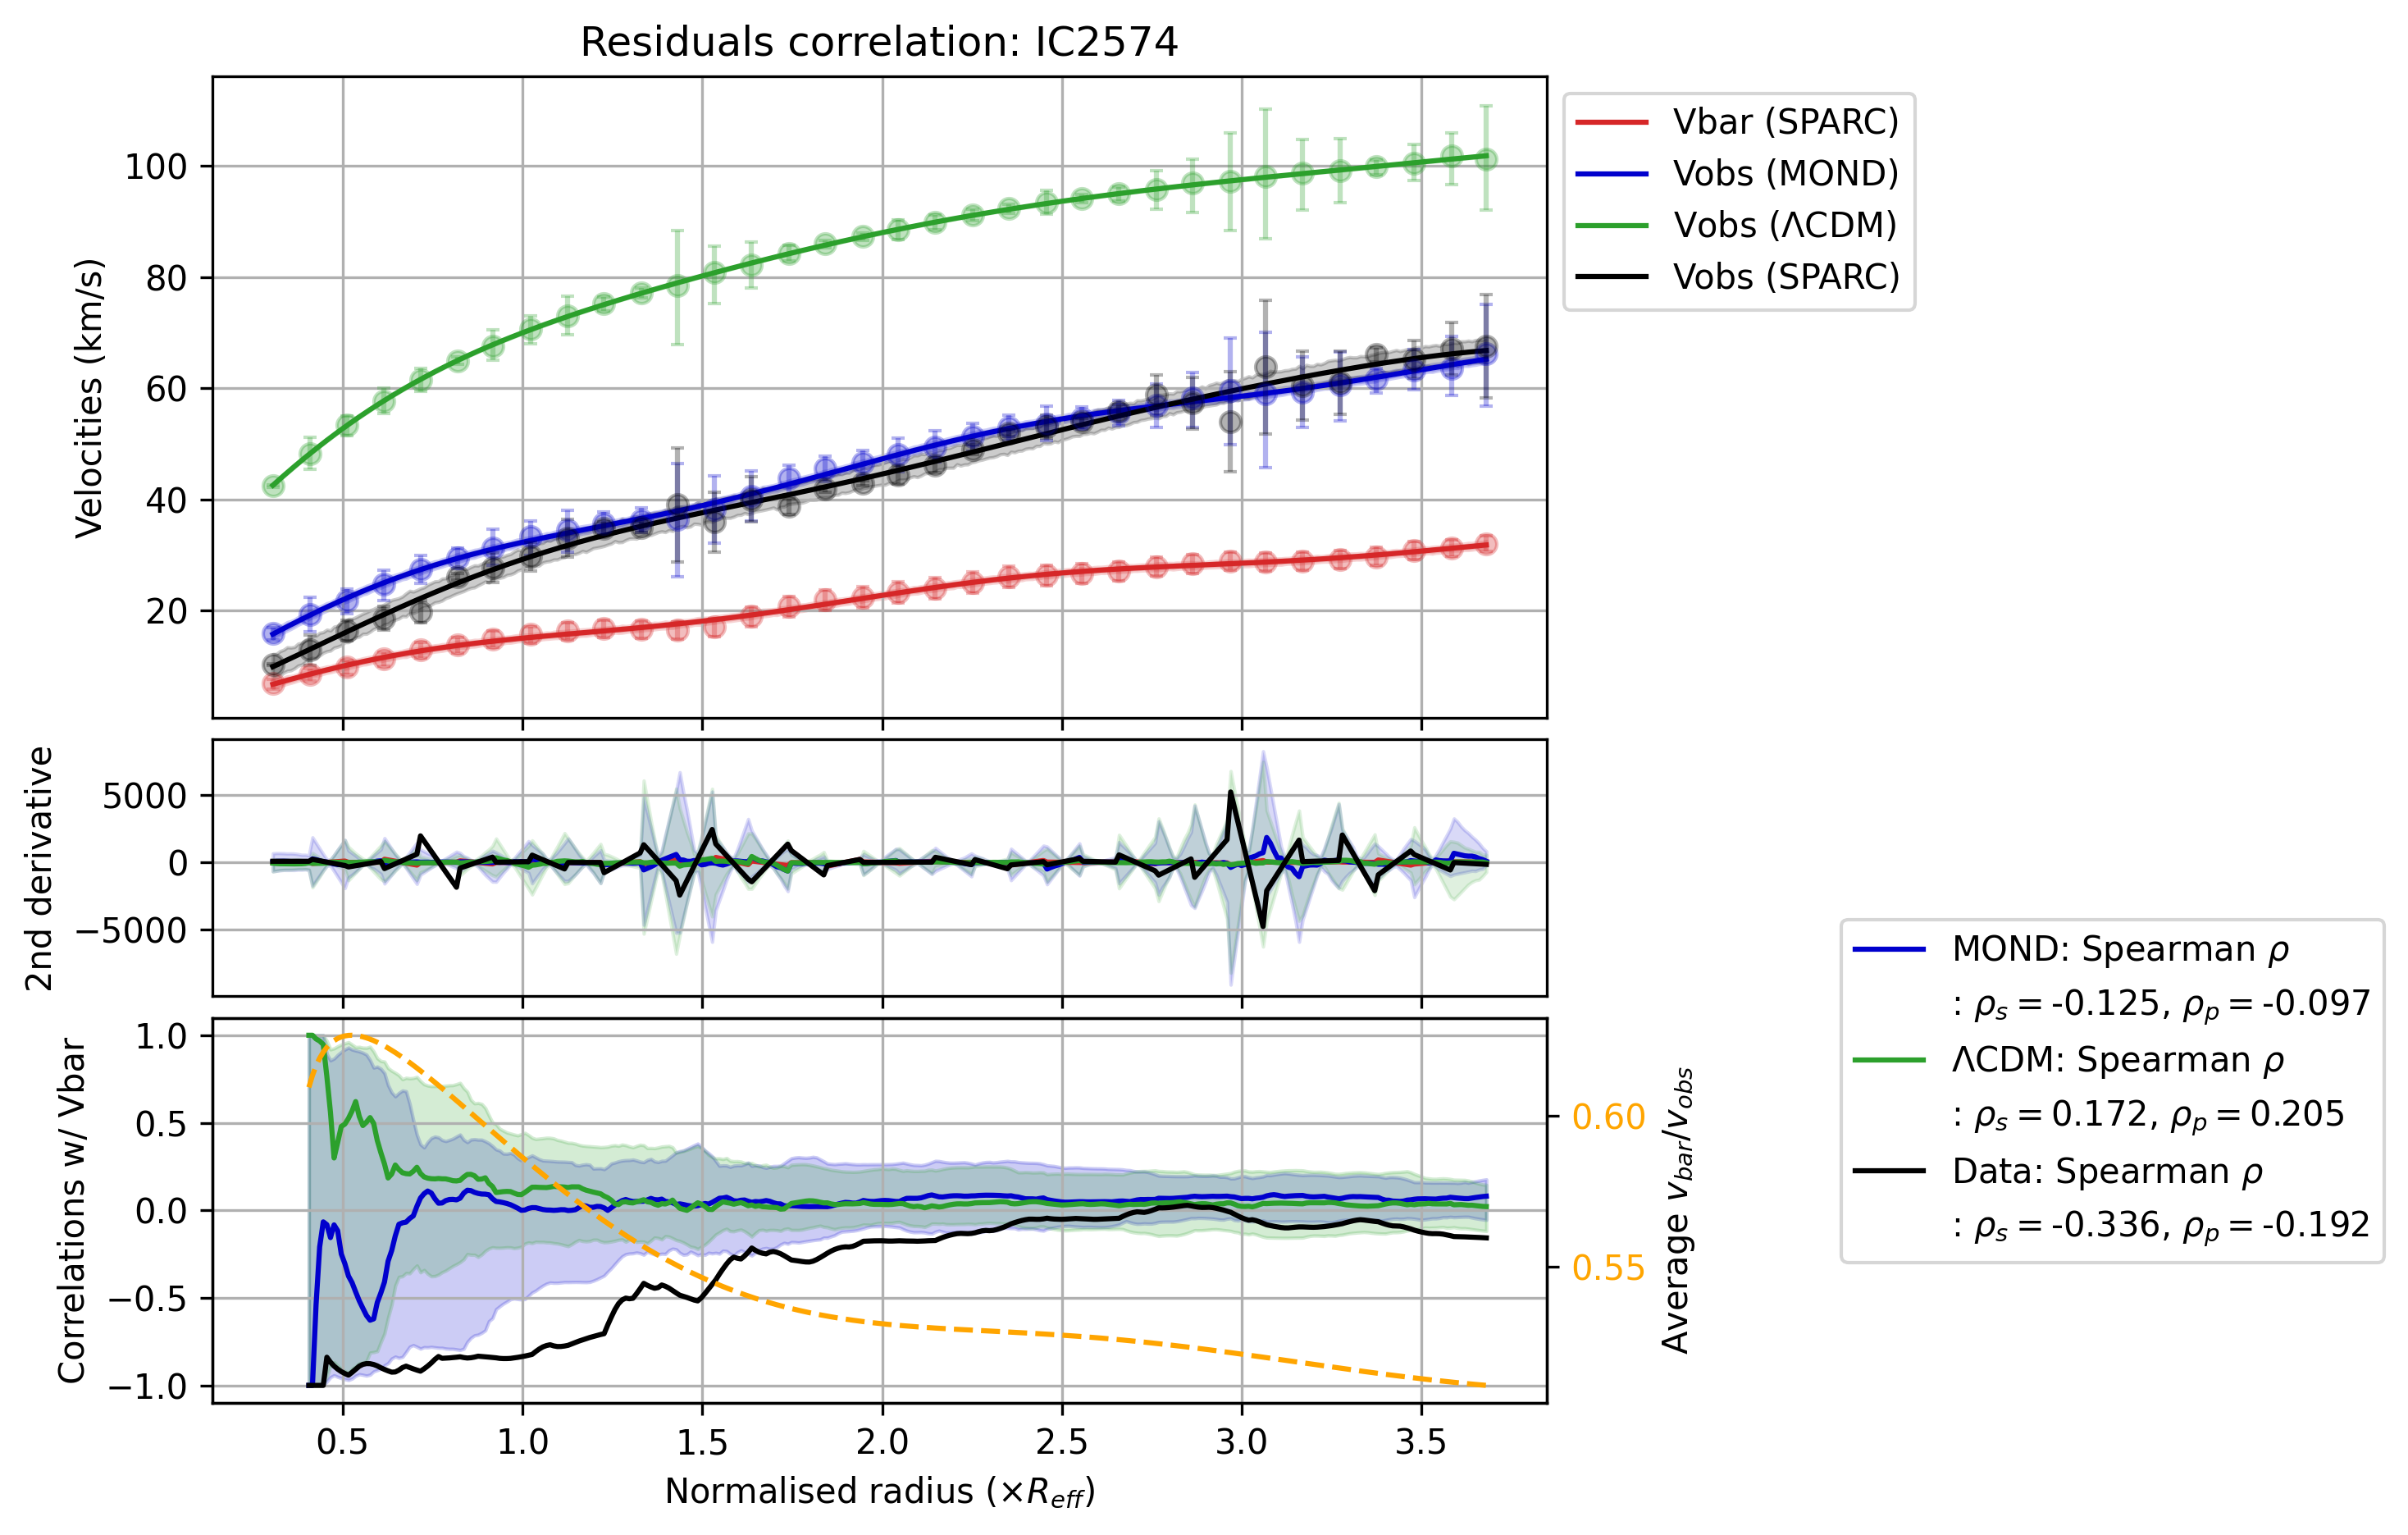 Residuals correlation: IC2574
Velocities (km/s)
100
80
60
40
20
Vbar (SPARC)
Vobs (MOND)
Vobs (ΛCDM)
Vobs (SPARC)
2nd derivative
5000
0
−5000
Correlations w/ Vbar
1.0
0.5
0.0
−0.5
−1.0
0.60
0.55
Average v_bar/v_obs
MOND: Spearman ρ
: ρ_s = -0.125, ρ_p = -0.097
ΛCDM: Spearman ρ
: ρ_s = 0.172, ρ_p = 0.205
Data: Spearman ρ
: ρ_s = -0.336, ρ_p = -0.192
0.5 1.0 1.5 2.0 2.5 3.0 3.5
Normalised radius (×R_eff)